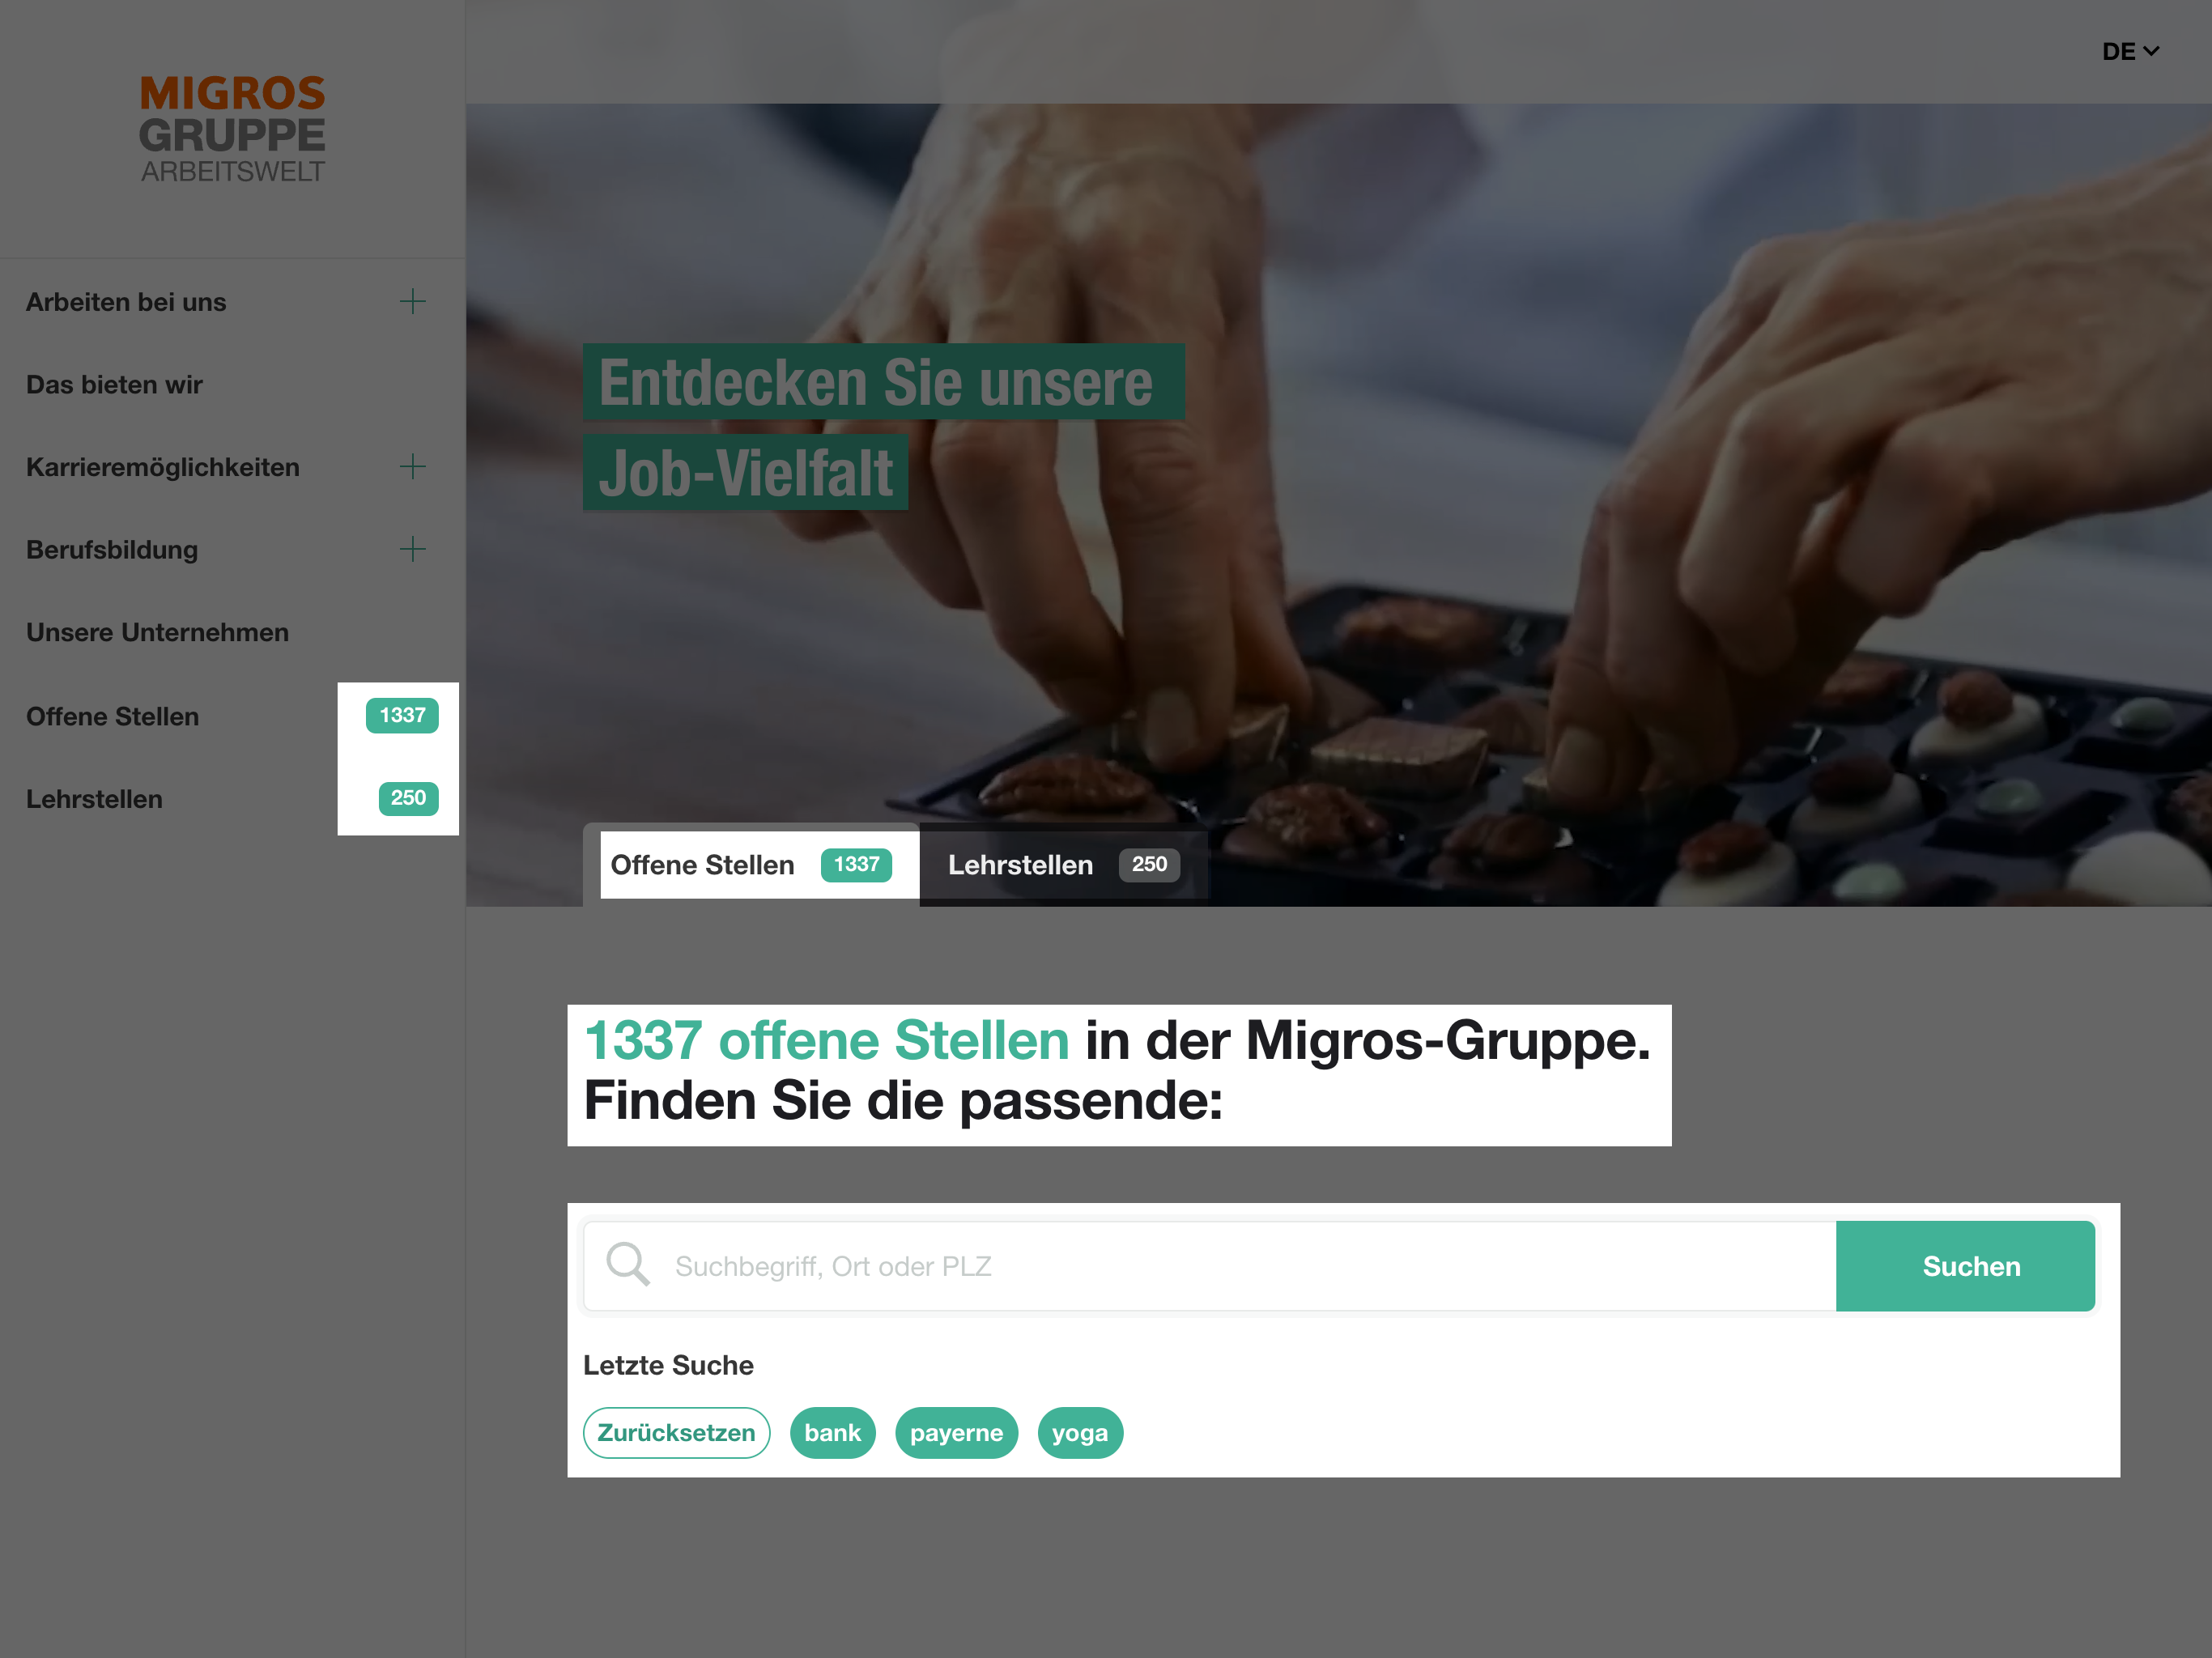 MIGROS
GRUPPE
ARBEITSWELT
DE
Arbeiten bei uns
Das bieten wir
Karrieremöglichkeiten
Berufsbildung
Unsere Unternehmen
Offene Stellen 1337
Lehrstellen 250
Entdecken Sie unsere
Job-Vielfalt
Offene Stellen 1337 Lehrstellen 250
1337 offene Stellen in der Migros-Gruppe.
Finden Sie die passende:
Suchbegriff, Ort oder PLZ Suchen
Letzte Suche
Zurücksetzen bank payerne yoga